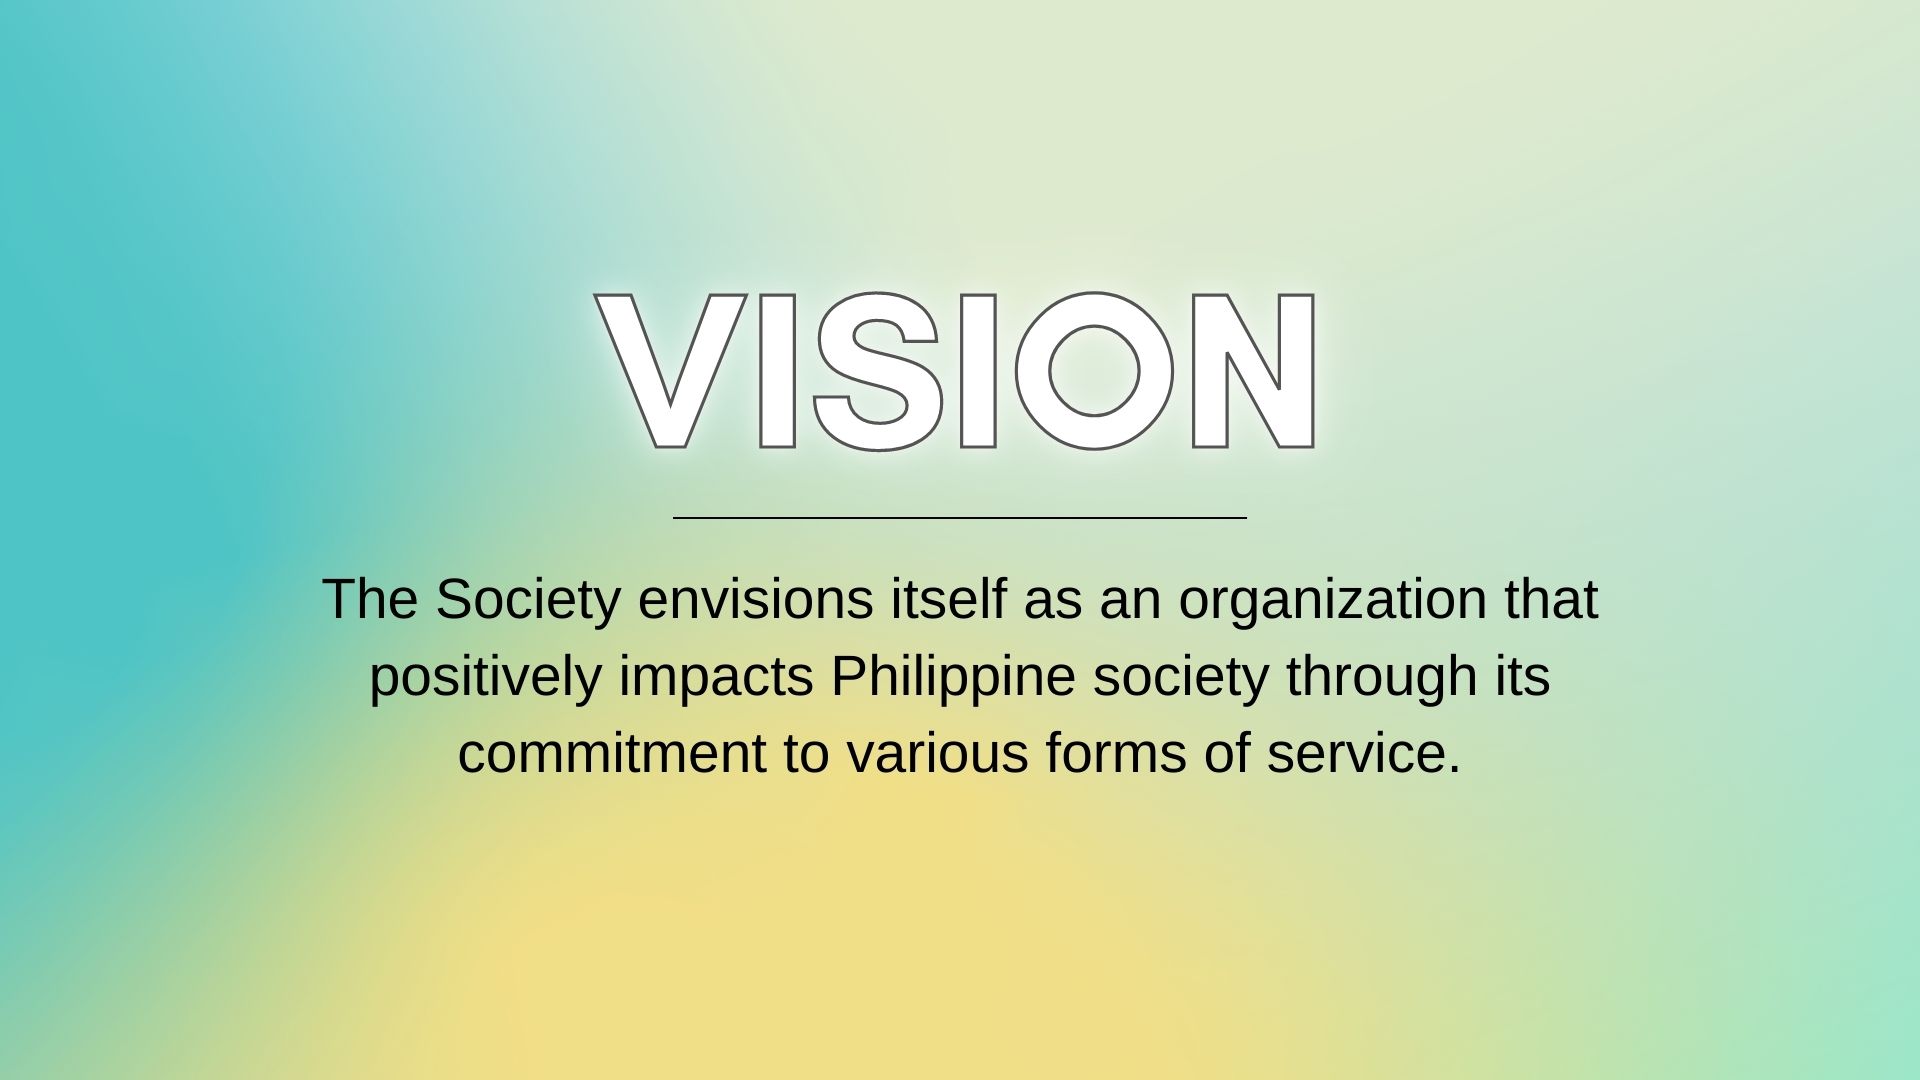 VISION
The Society envisions itself as an organization that
positively impacts Philippine society through its
commitment to various forms of service.